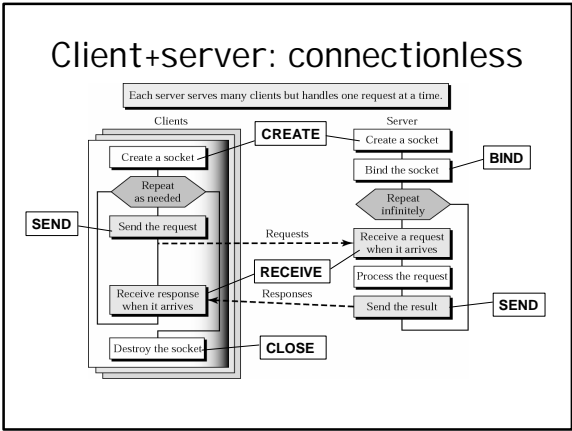 Client+server: connectionless
Each server serves many clients but handles one request at a time.
Clients
Server
CREATE
Create a socket
Create a socket
Bind the socket
BIND
Repeat
as needed
Repeat
infinitely
SEND
Send the request
Requests
Receive a request
when it arrives
RECEIVE
Process the request
Receive response
when it arrives
Responses
Send the result
SEND
Destroy the socket
CLOSE